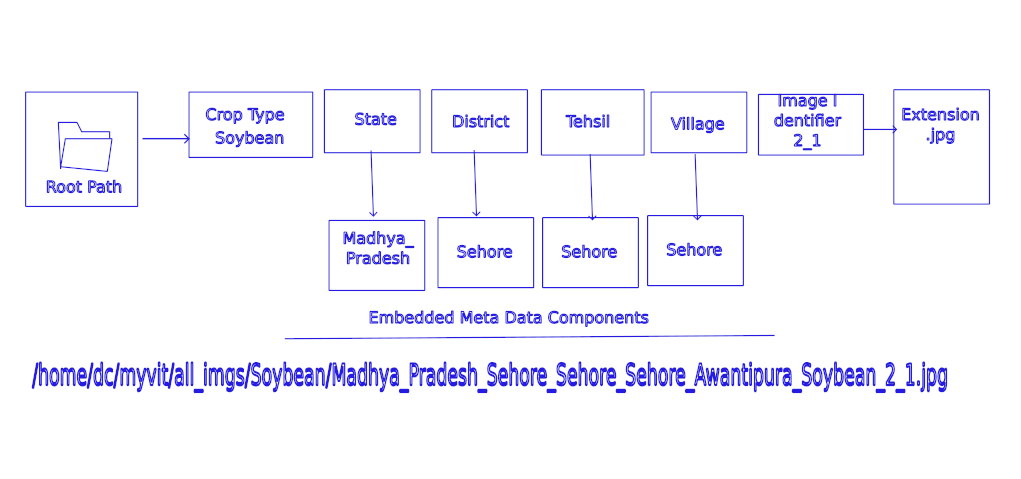 Root Path
Crop Type
Soybean
State
District
Tehsil
Village
Image I
dentifier
2_1
Extension
.jpg
Madhya_
Pradesh
Sehore
Sehore
Sehore
Embedded Meta Data Components
/home/dc/myvit/all_imgs/Soybean/Madhya_Pradesh_Sehore_Sehore_Sehore_Awantipura_Soybean_2_1.jpg